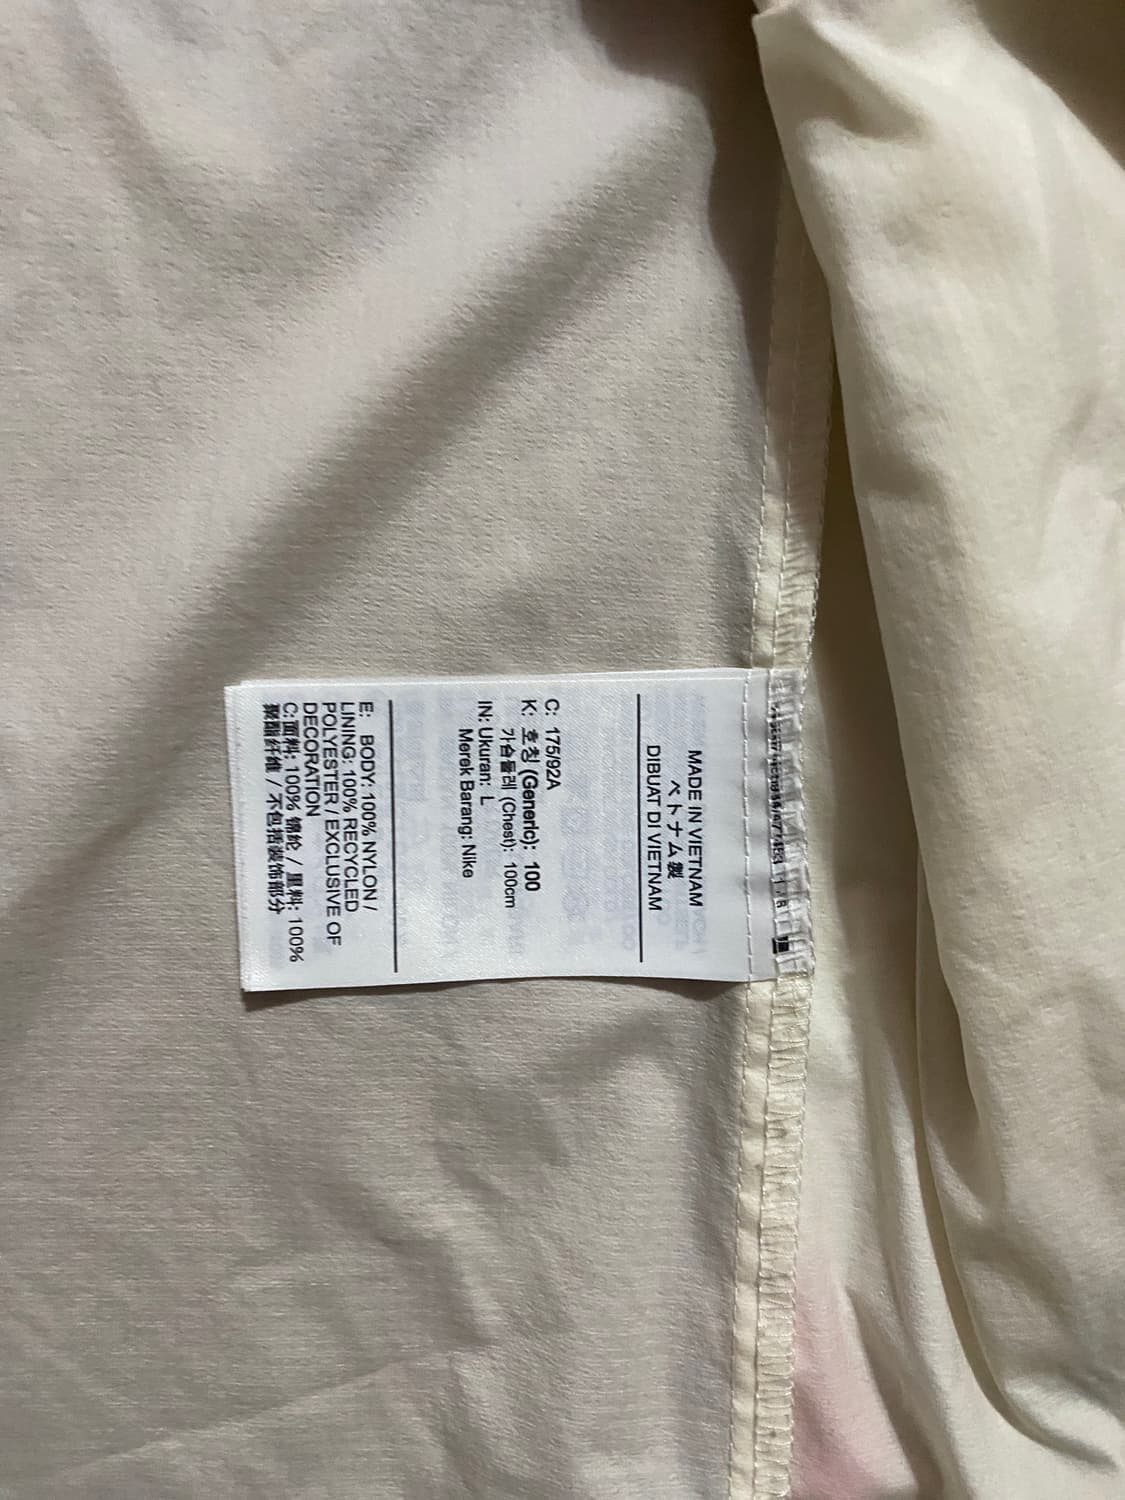 MADE IN VIETNAM
ベトナム製
DIBUAT DI VIETNAM
C: 175/92A
K: 호칭 (Generic): 100
가슴둘레 (Chest): 100cm
IN: Ukuran: L
Merek Barang: Nike
E: BODY: 100% NYLON /
LINING: 100% RECYCLED
POLYESTER / EXCLUSIVE OF
DECORATION
C:面料: 100% 锦纶 / 里料: 100%
聚酯纤维 / 不包括装饰部分